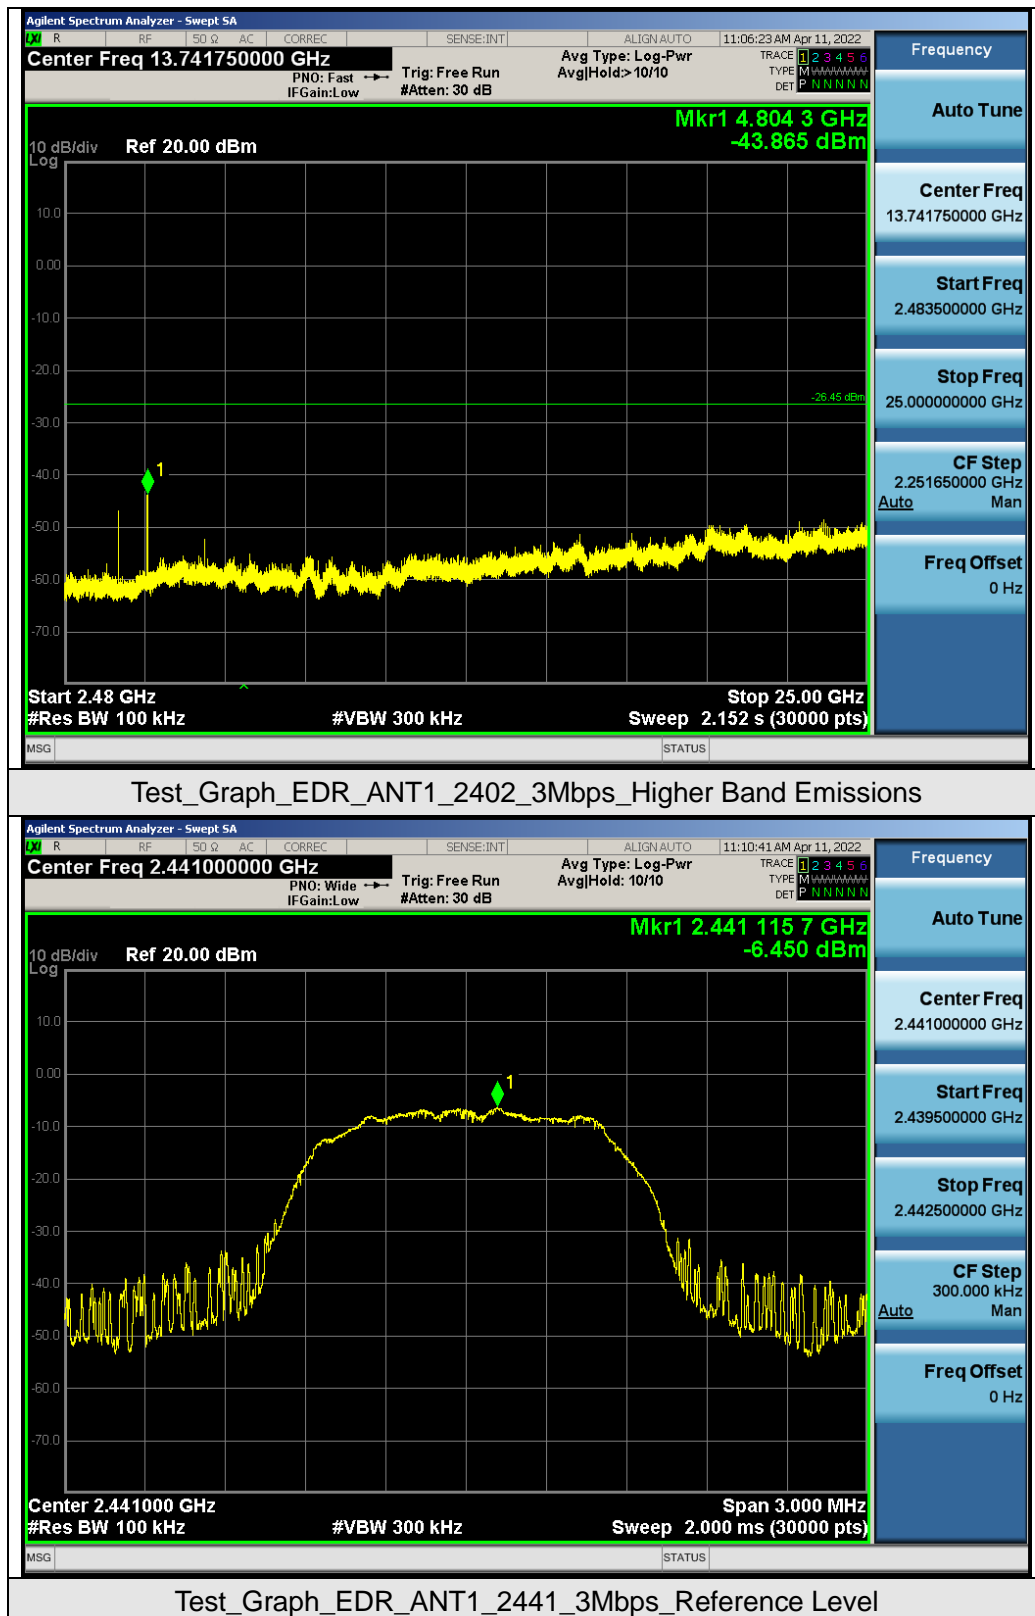 Agilent Spectrum Analyzer - Swept SA
LXI R RF 50 Ω AC CORREC SENSE:INT ALIGN AUTO 11:06:23 AM Apr 11, 2022
Center Freq 13.741750000 GHz
PNO: Fast
IFGain:Low
Trig: Free Run
#Atten: 30 dB
Avg Type: Log-Pwr
Avg|Hold:>10/10
TRACE 1 2 3 4 5 6
TYPE M
DET P N N N N N
Frequency
Mkr1 4.804 3 GHz
-43.865 dBm
10 dB/div Ref 20.00 dBm
Log
10.0
0.00
-10.0
-20.0
-26.45 dBm
-30.0
-40.0
1
-50.0
-60.0
-70.0
Start 2.48 GHz Stop 25.00 GHz
#Res BW 100 kHz #VBW 300 kHz Sweep 2.152 s (30000 pts)
MSG STATUS
Auto Tune
Center Freq
13.741750000 GHz
Start Freq
2.483500000 GHz
Stop Freq
25.000000000 GHz
CF Step
2.251650000 GHz
Auto Man
Freq Offset
0 Hz
Test_Graph_EDR_ANT1_2402_3Mbps_Higher Band Emissions
Agilent Spectrum Analyzer - Swept SA
LXI R RF 50 Ω AC CORREC SENSE:INT ALIGN AUTO 11:10:41 AM Apr 11, 2022
Center Freq 2.441000000 GHz
PNO: Wide
IFGain:Low
Trig: Free Run
#Atten: 30 dB
Avg Type: Log-Pwr
Avg|Hold: 10/10
TRACE 1 2 3 4 5 6
TYPE M
DET P N N N N N
Frequency
Mkr1 2.441 115 7 GHz
-6.450 dBm
10 dB/div Ref 20.00 dBm
Log
10.0
0.00
1
-10.0
-20.0
-30.0
-40.0
-50.0
-60.0
-70.0
Center 2.441000 GHz Span 3.000 MHz
#Res BW 100 kHz #VBW 300 kHz Sweep 2.000 ms (30000 pts)
MSG STATUS
Auto Tune
Center Freq
2.441000000 GHz
Start Freq
2.439500000 GHz
Stop Freq
2.442500000 GHz
CF Step
300.000 kHz
Auto Man
Freq Offset
0 Hz
Test_Graph_EDR_ANT1_2441_3Mbps_Reference Level